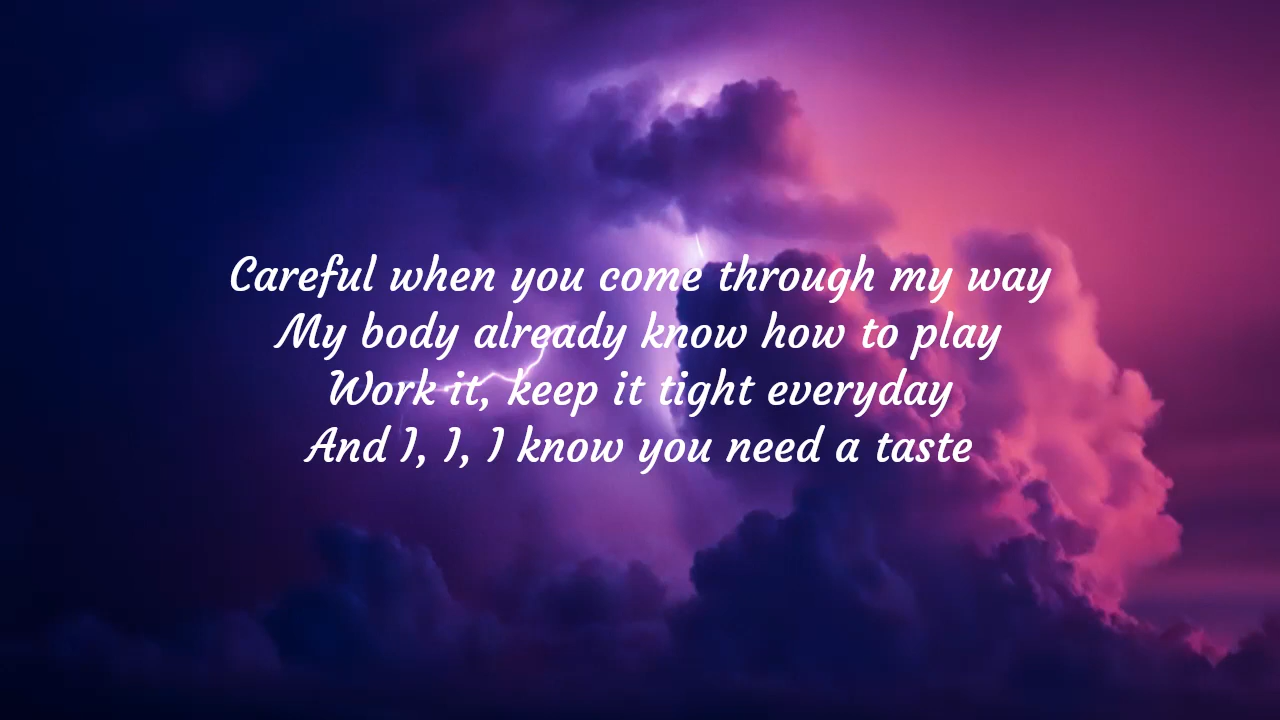 Careful when you come through my way
My body already know how to play
Work it, keep it tight everyday
And I, I, I know you need a taste